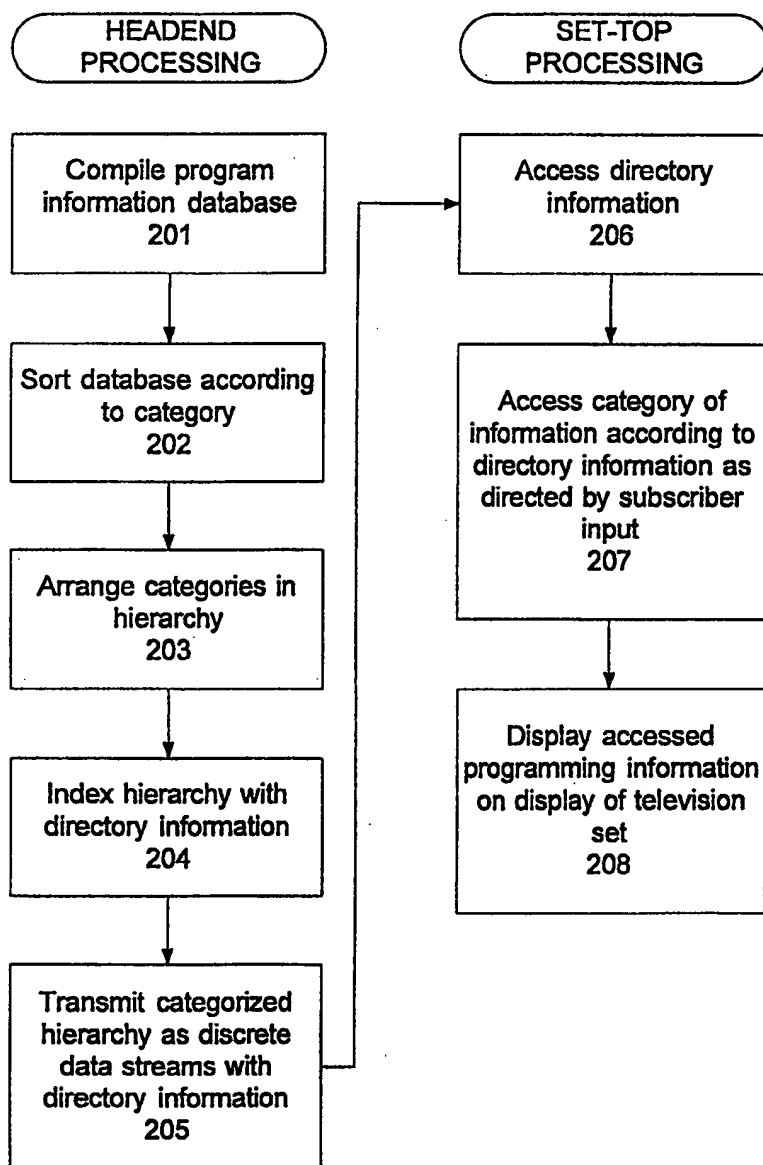 HEADEND
PROCESSING
Compile program
information database
201
Sort database according
to category
202
Arrange categories in
hierarchy
203
Index hierarchy with
directory information
204
Transmit categorized
hierarchy as discrete
data streams with
directory information
205
SET-TOP
PROCESSING
Access directory
information
206
Access category of
information according to
directory information as
directed by subscriber
input
207
Display accessed
programming information
on display of television
set
208